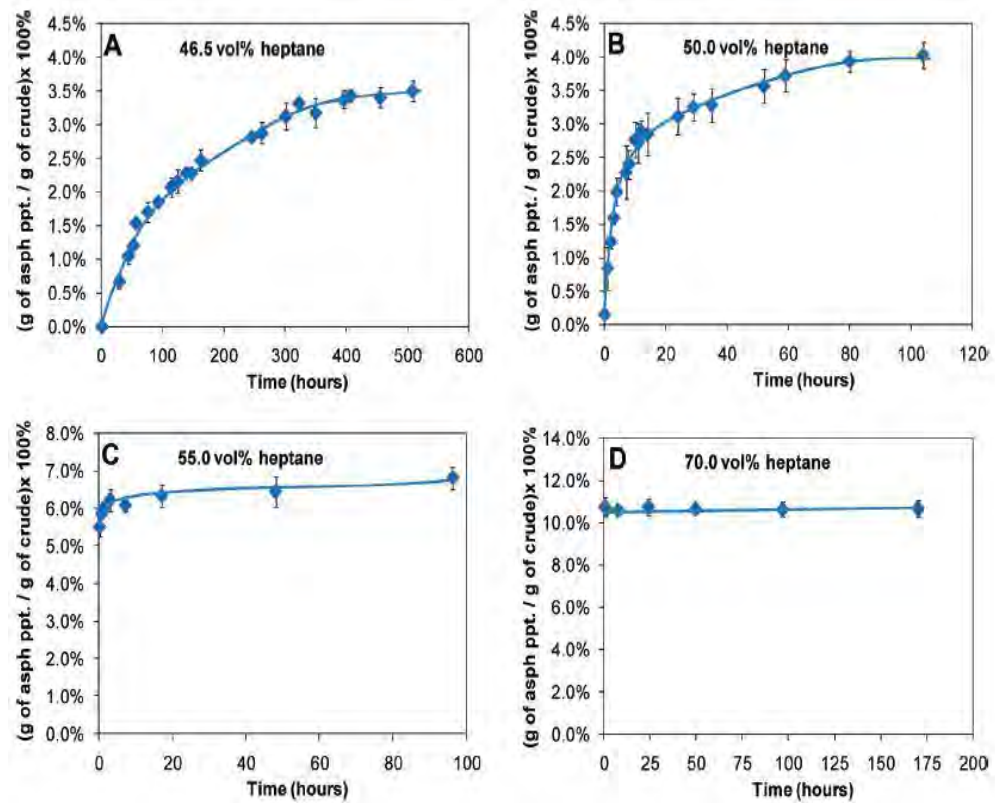 A
46.5 vol% heptane
(g of asph ppt. / g of crude)x 100%
4.5%
4.0%
3.5%
3.0%
2.5%
2.0%
1.5%
1.0%
0.5%
0.0%
0 100 200 300 400 500 600
Time (hours)
B
50.0 vol% heptane
(g of asph ppt. / g of crude)x 100%
4.5%
4.0%
3.5%
3.0%
2.5%
2.0%
1.5%
1.0%
0.5%
0.0%
0 20 40 60 80 100 120
Time (hours)
C
55.0 vol% heptane
(g of asph ppt. / g of crude)x 100%
8.0%
7.0%
6.0%
5.0%
4.0%
3.0%
2.0%
1.0%
0.0%
0 20 40 60 80 100
Time (hours)
D
70.0 vol% heptane
(g of asph ppt. / g of crude)x 100%
14.0%
12.0%
10.0%
8.0%
6.0%
4.0%
2.0%
0.0%
0 25 50 75 100 125 150 175 200
Time (hours)